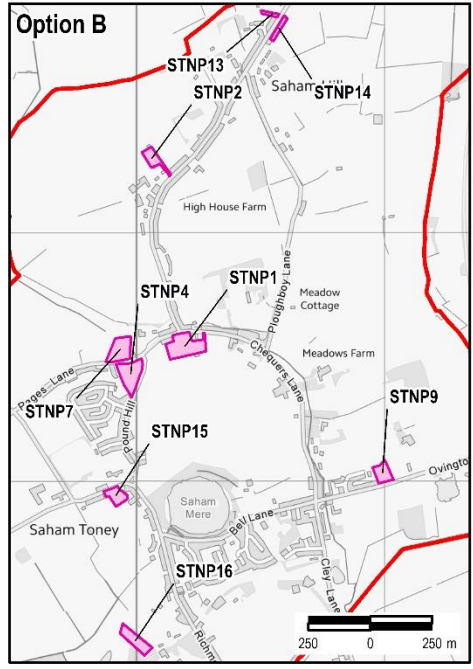 Option B
STNP13
Saham
STNP14
STNP2
High House Farm
Ploughboy Lane
STNP4
STNP1
Meadow
Cottage
Chequers Lane
Meadows Farm
Pages Lane
STNP7
Pound Hill
STNP9
STNP15
Ovington
Saham
Mere
Bell Lane
Saham Toney
Cley Lane
STNP16
Richm
250 0 250 m